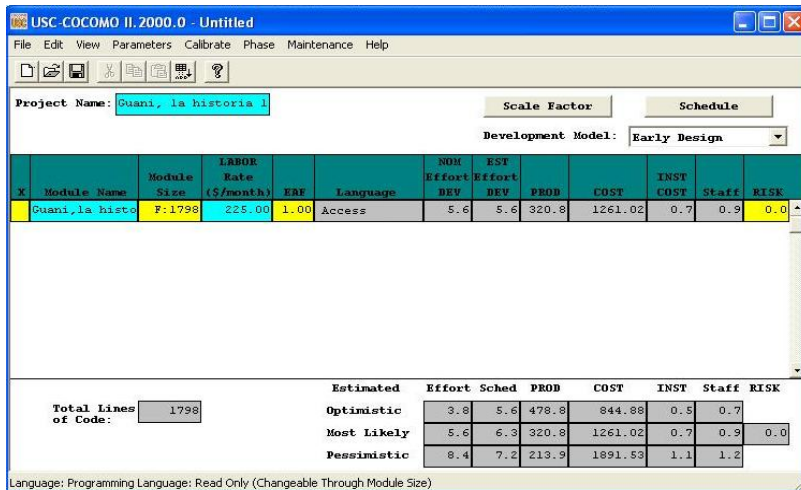 USC-COCOMO II.2000.0 - Untitled
File Edit View Parameters Calibrate Phase Maintenance Help
Project Name: Guani, la historia l
Scale Factor Schedule
Development Model: Early Design
X Module Name Module Size LABOR Rate ($/month) EAF Language NOM Effort DEV EST Effort DEV PROD COST INST COST Staff RISK
Guani,la histo F:1798 225.00 1.00 Access 5.6 5.6 320.8 1261.02 0.7 0.9 0.0
Estimated Effort Sched PROD COST INST Staff RISK
Total Lines of Code: 1798
Optimistic 3.8 5.6 478.8 844.88 0.5 0.7
Most Likely 5.6 6.3 320.8 1261.02 0.7 0.9 0.0
Pessimistic 8.4 7.2 213.9 1891.53 1.1 1.2
Language: Programming Language: Read Only (Changeable Through Module Size)